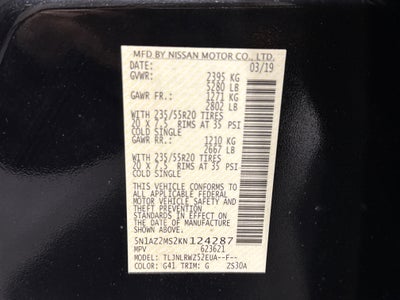 MFD BY NISSAN MOTOR CO., LTD.
DATE: 03/19
GVWR: 2395 KG
5280 LB
GAWR FR.: 1271 KG
2802 LB
WITH 235/55R20 TIRES
20 X 7.5 RIMS AT 35 PSI
COLD SINGLE
GAWR RR.: 1210 KG
2667 LB
WITH 235/55R20 TIRES
20 X 7.5 RIMS AT 35 PSI
COLD SINGLE
THIS VEHICLE CONFORMS TO
ALL APPLICABLE FEDERAL
MOTOR VEHICLE SAFETY AND
THEFT PREVENTION
STANDARDS IN EFFECT ON THE
DATE OF MANUFACTURE
SHOWN ABOVE.
5N1AZ2MS2KN124287
MPV 623621
MODEL: TLJNLRWZ52EUA--F--
COLOR: G41 TRIM: G 2S30A